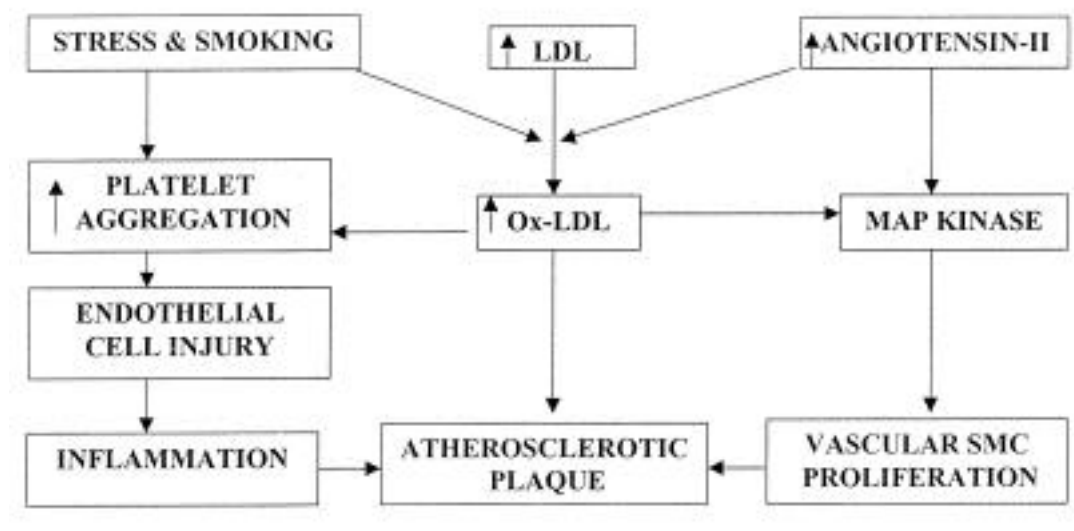 STRESS & SMOKING
LDL
ANGIOTENSIN-II
PLATELET
AGGREGATION
Ox-LDL
MAP KINASE
ENDOTHELIAL
CELL INJURY
INFLAMMATION
ATHEROSCLEROTIC
PLAQUE
VASCULAR SMC
PROLIFERATION